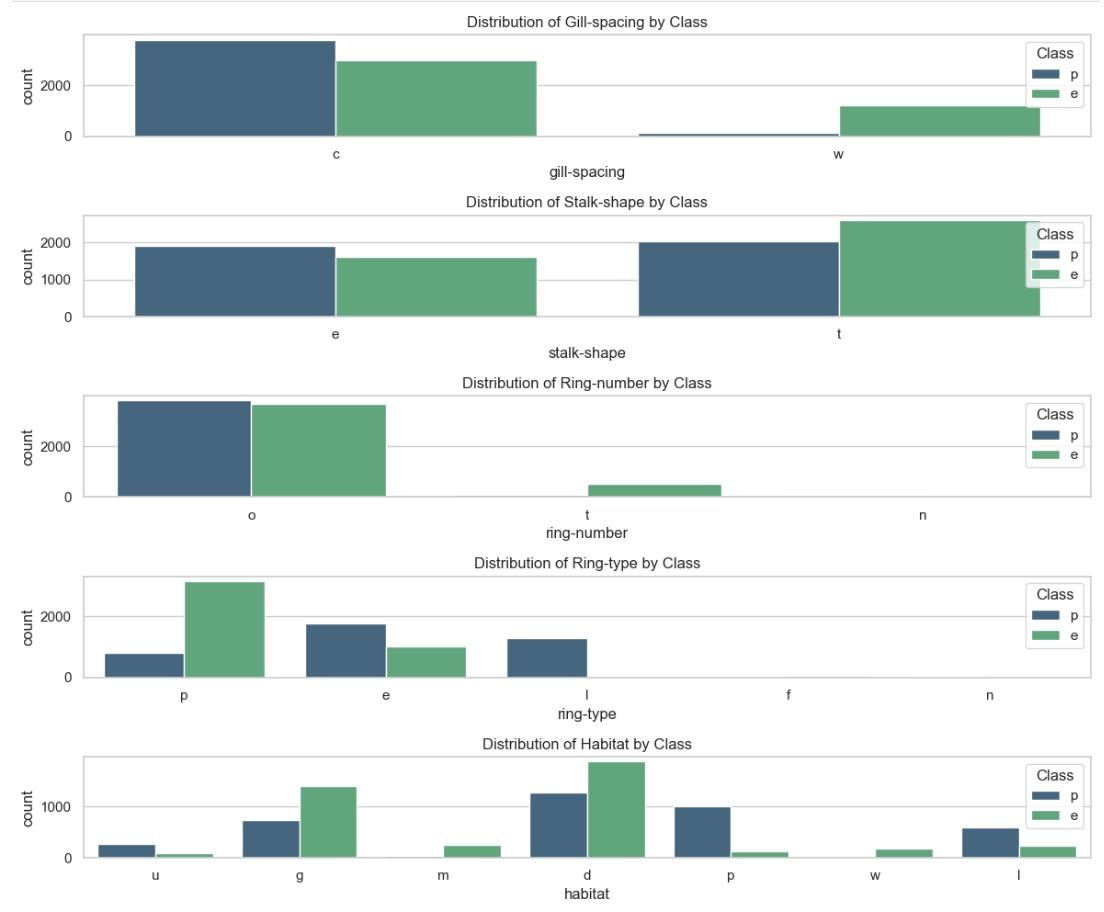 Distribution of Gill-spacing by Class
count
2000
0
Class
p
e
c w
gill-spacing
Distribution of Stalk-shape by Class
count
2000
1000
0
Class
p
e
e t
stalk-shape
Distribution of Ring-number by Class
count
2000
0
Class
p
e
o t n
ring-number
Distribution of Ring-type by Class
count
2000
0
Class
p
e
p e l f n
ring-type
Distribution of Habitat by Class
count
1000
0
Class
p
e
u g m d p w l
habitat